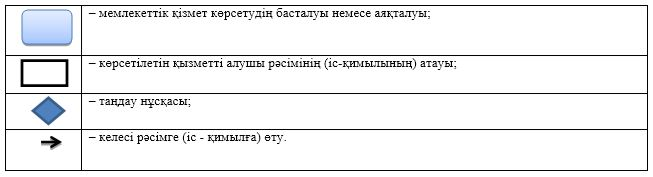 – мемлекеттік қізмет көрсетудің басталуы немесе аяқталуы;
– көрсетілетін қызметті алушы рәсімінің (іс-қимылының) атауы;
– таңдау нұсқасы;
– келесі рәсімге (іс - қимылға) өту.